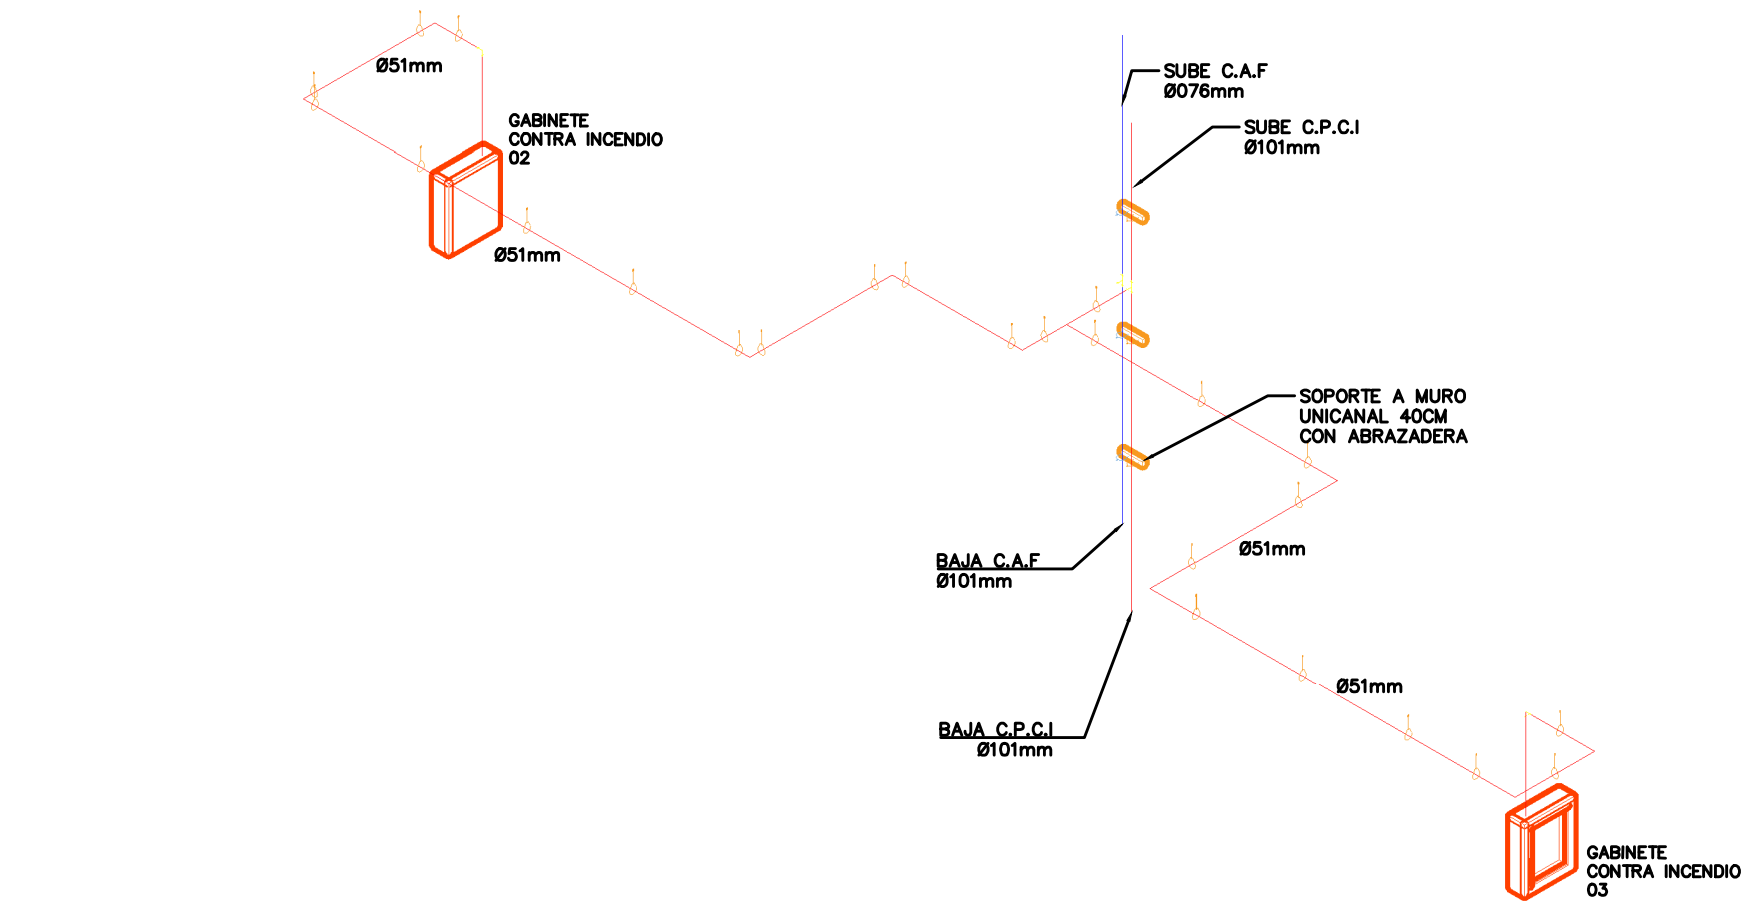 Ø51mm
GABINETE
CONTRA INCENDIO
02
Ø51mm
SUBE C.A.F
Ø076mm
SUBE C.P.C.I
Ø101mm
SOPORTE A MURO
UNICANAL 40CM
CON ABRAZADERA
BAJA C.A.F
Ø101mm
Ø51mm
BAJA C.P.C.I
Ø101mm
Ø51mm
GABINETE
CONTRA INCENDIO
03